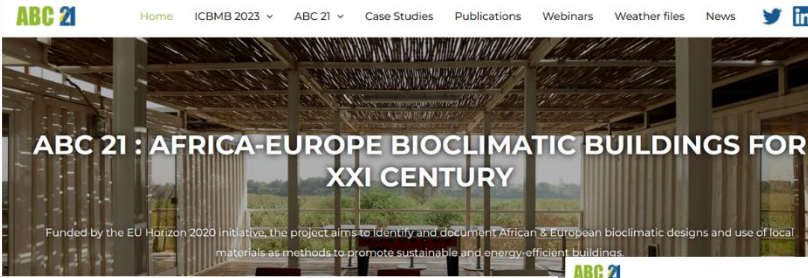 ABC 21
Home ICBMB 2023 ABC 21 Case Studies Publications Webinars Weather files News
ABC 21 : AFRICA-EUROPE BIOCLIMATIC BUILDINGS FOR
XXI CENTURY
Funded by the EU Horizon 2020 initiative, the project aims to identify and document African & European bioclimatic designs and use of local
materials as methods to promote sustainable and energy-efficient buildings.
ABC 21